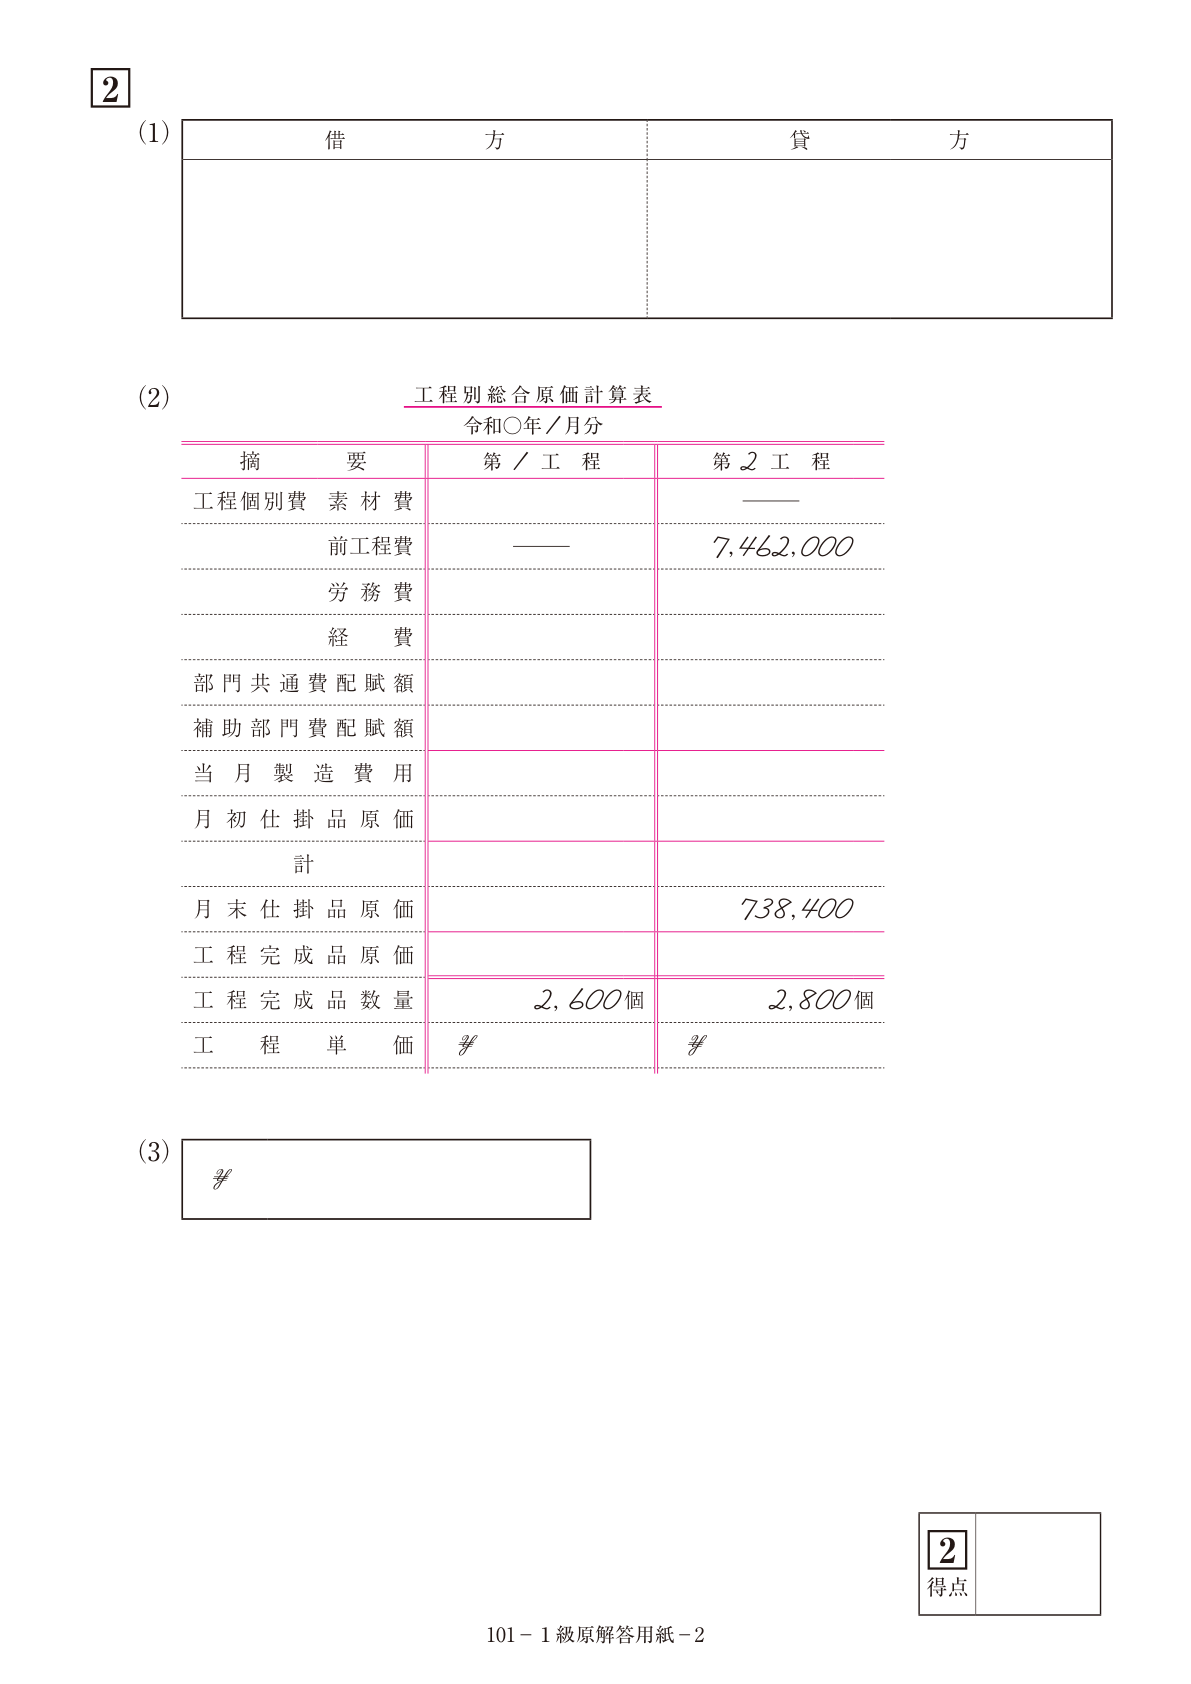 2
(1)
借方 貸方
(2)
工程別総合原価計算表
令和○年1月分
摘要 第1工程 第2工程
工程個別費 素材費 ――
前工程費 ―― 7,462,000
労務費
経費
部門共通費配賦額
補助部門費配賦額
当月製造費用
月初仕掛品原価
計
月末仕掛品原価 738,400
工程完成品原価
工程完成品数量 2,600個 2,800個
工程単価 ¥ ¥
(3)
¥
2
得点
101－1級原解答用紙－2